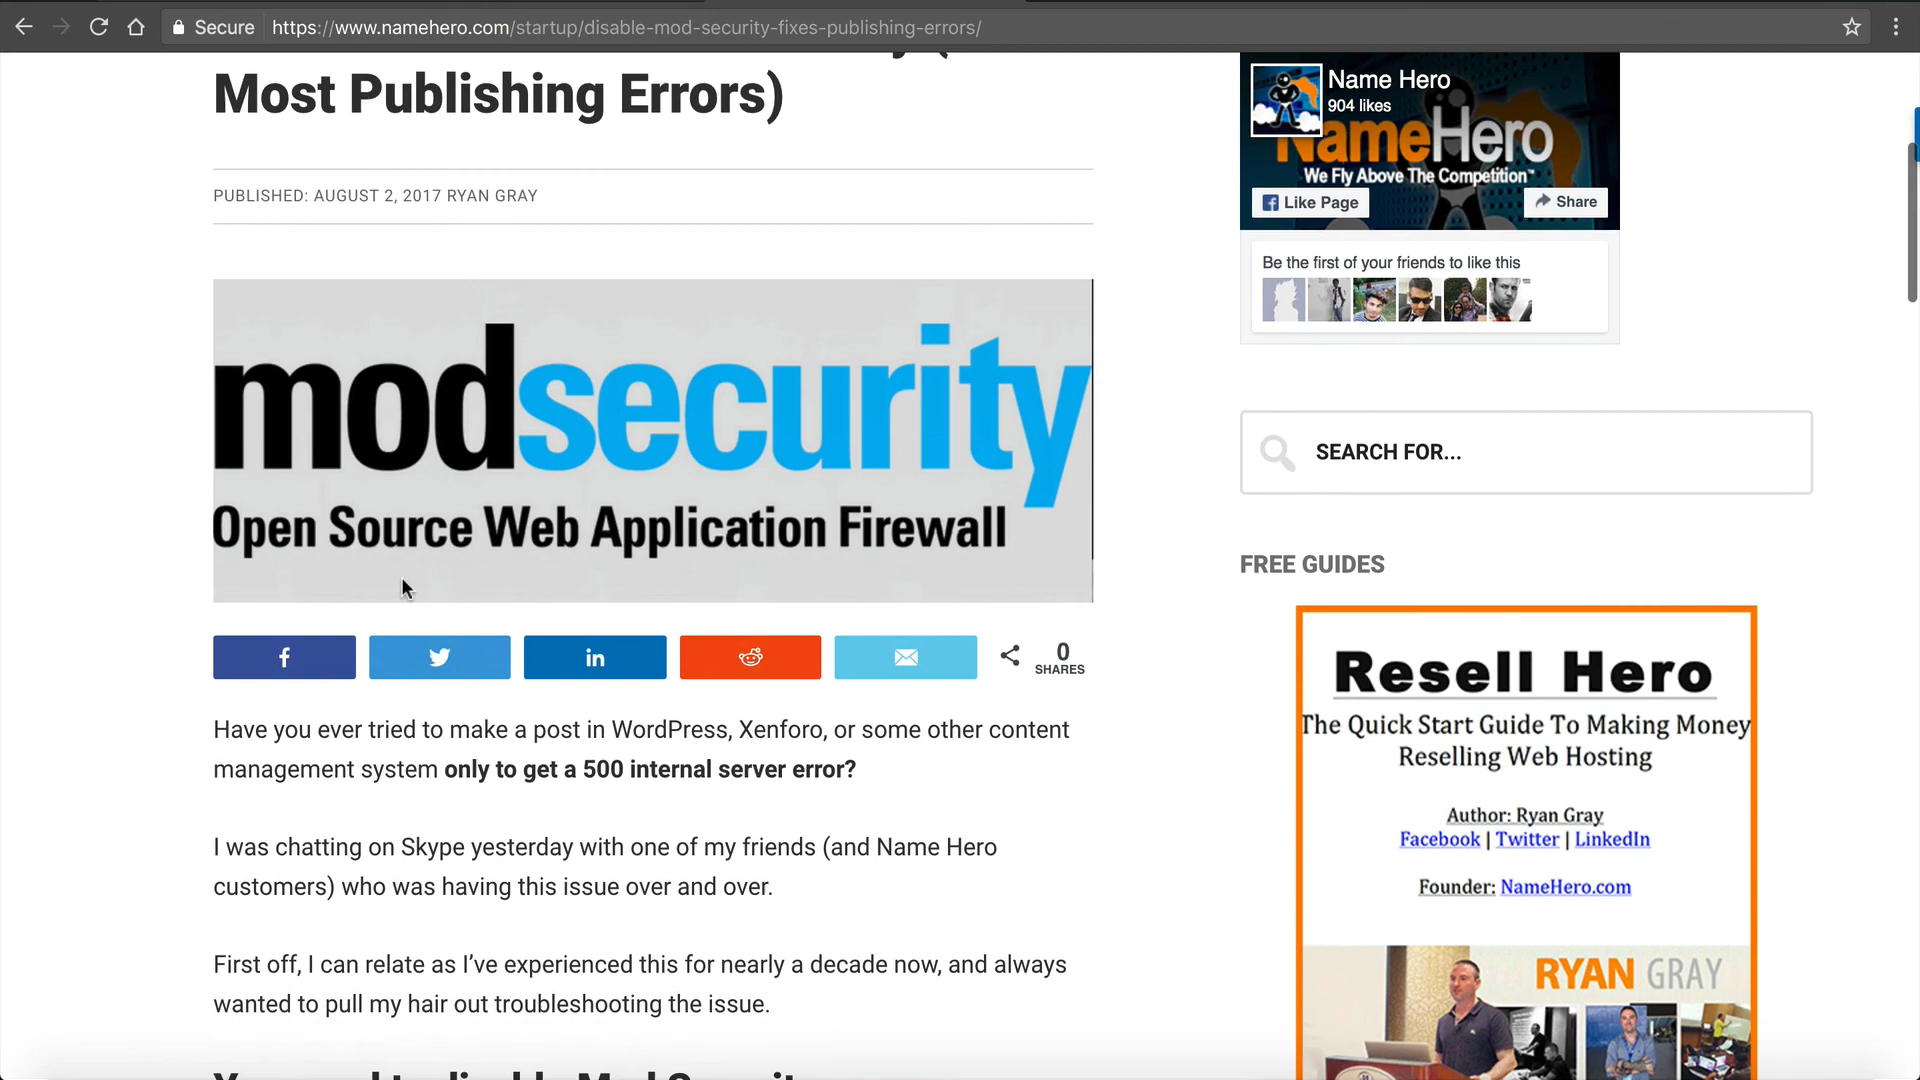 Secure https://www.namehero.com/startup/disable-mod-security-fixes-publishing-errors/
Most Publishing Errors)
PUBLISHED: AUGUST 2, 2017 RYAN GRAY
modsecurity
Open Source Web Application Firewall
0
SHARES
Have you ever tried to make a post in WordPress, Xenforo, or some other content
management system only to get a 500 internal server error?
I was chatting on Skype yesterday with one of my friends (and Name Hero
customers) who was having this issue over and over.
First off, I can relate as I’ve experienced this for nearly a decade now, and always
wanted to pull my hair out troubleshooting the issue.
Name Hero
904 likes
NameHero
We Fly Above The Competition™
Like Page
Share
Be the first of your friends to like this
SEARCH FOR...
FREE GUIDES
Resell Hero
The Quick Start Guide To Making Money
Reselling Web Hosting
Author: Ryan Gray
Facebook | Twitter | LinkedIn
Founder: NameHero.com
RYAN GRAY